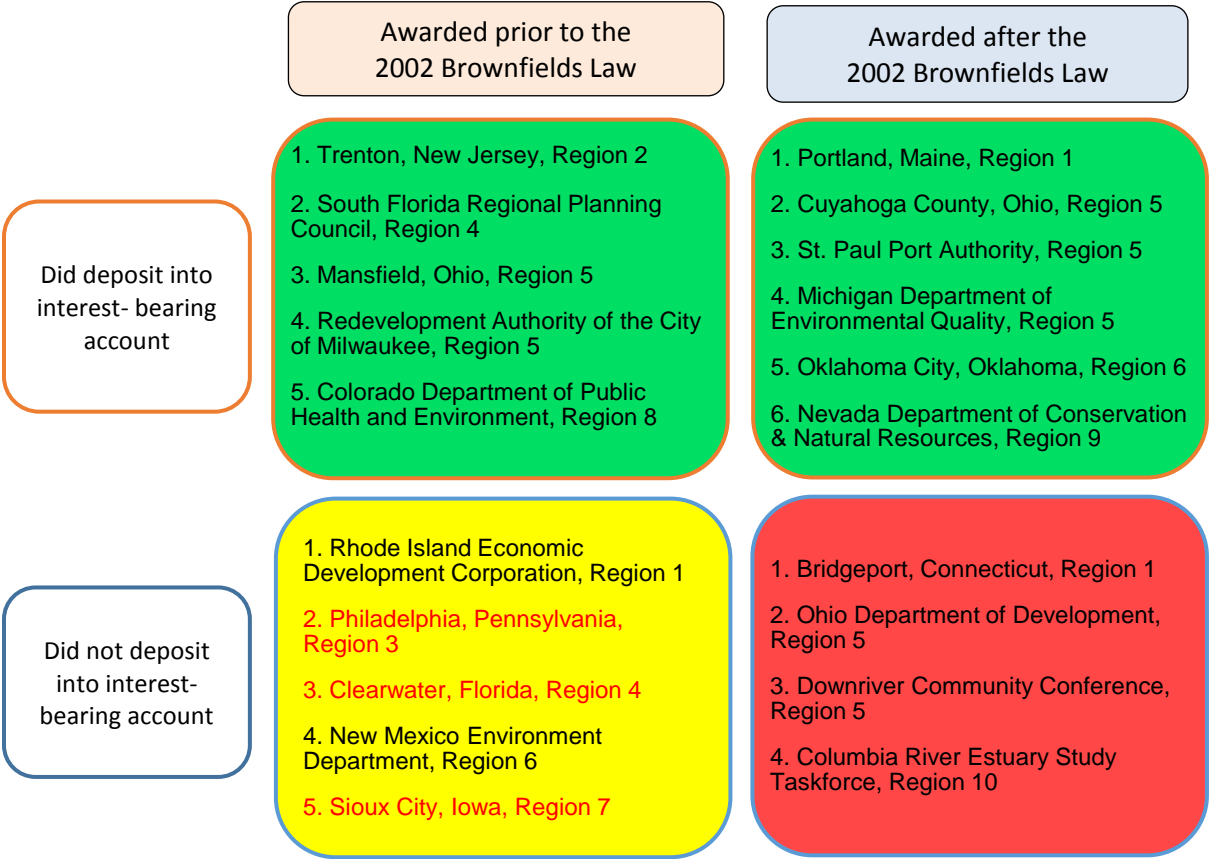 Awarded prior to the
2002 Brownfields Law
Awarded after the
2002 Brownfields Law
Did deposit into
interest- bearing
account
1. Trenton, New Jersey, Region 2
2. South Florida Regional Planning
Council, Region 4
3. Mansfield, Ohio, Region 5
4. Redevelopment Authority of the City
of Milwaukee, Region 5
5. Colorado Department of Public
Health and Environment, Region 8
1. Portland, Maine, Region 1
2. Cuyahoga County, Ohio, Region 5
3. St. Paul Port Authority, Region 5
4. Michigan Department of
Environmental Quality, Region 5
5. Oklahoma City, Oklahoma, Region 6
6. Nevada Department of Conservation
& Natural Resources, Region 9
Did not deposit
into interest-
bearing account
1. Rhode Island Economic
Development Corporation, Region 1
2. Philadelphia, Pennsylvania,
Region 3
3. Clearwater, Florida, Region 4
4. New Mexico Environment
Department, Region 6
5. Sioux City, Iowa, Region 7
1. Bridgeport, Connecticut, Region 1
2. Ohio Department of Development,
Region 5
3. Downriver Community Conference,
Region 5
4. Columbia River Estuary Study
Taskforce, Region 10